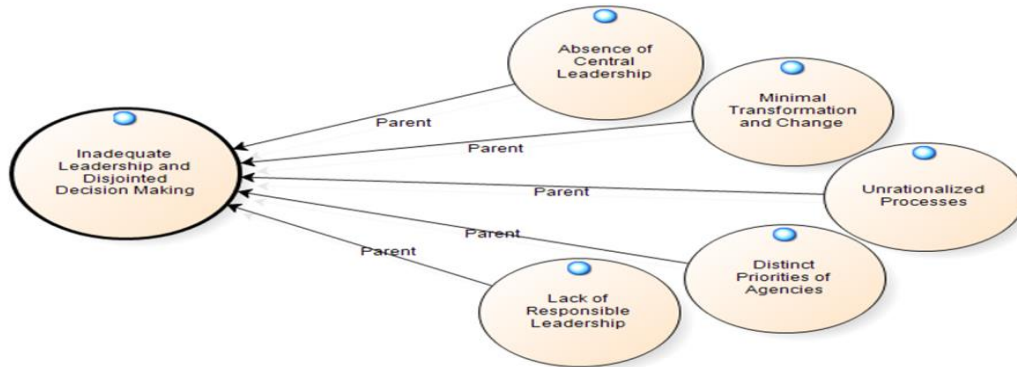 Absence of
Central
Leadership
Parent
Minimal
Transformation
and Change
Parent
Inadequate
Leadership and
Disjointed
Decision Making
Parent
Unrationalized
Processes
Parent
Distinct
Priorities of
Agencies
Parent
Lack of
Responsible
Leadership